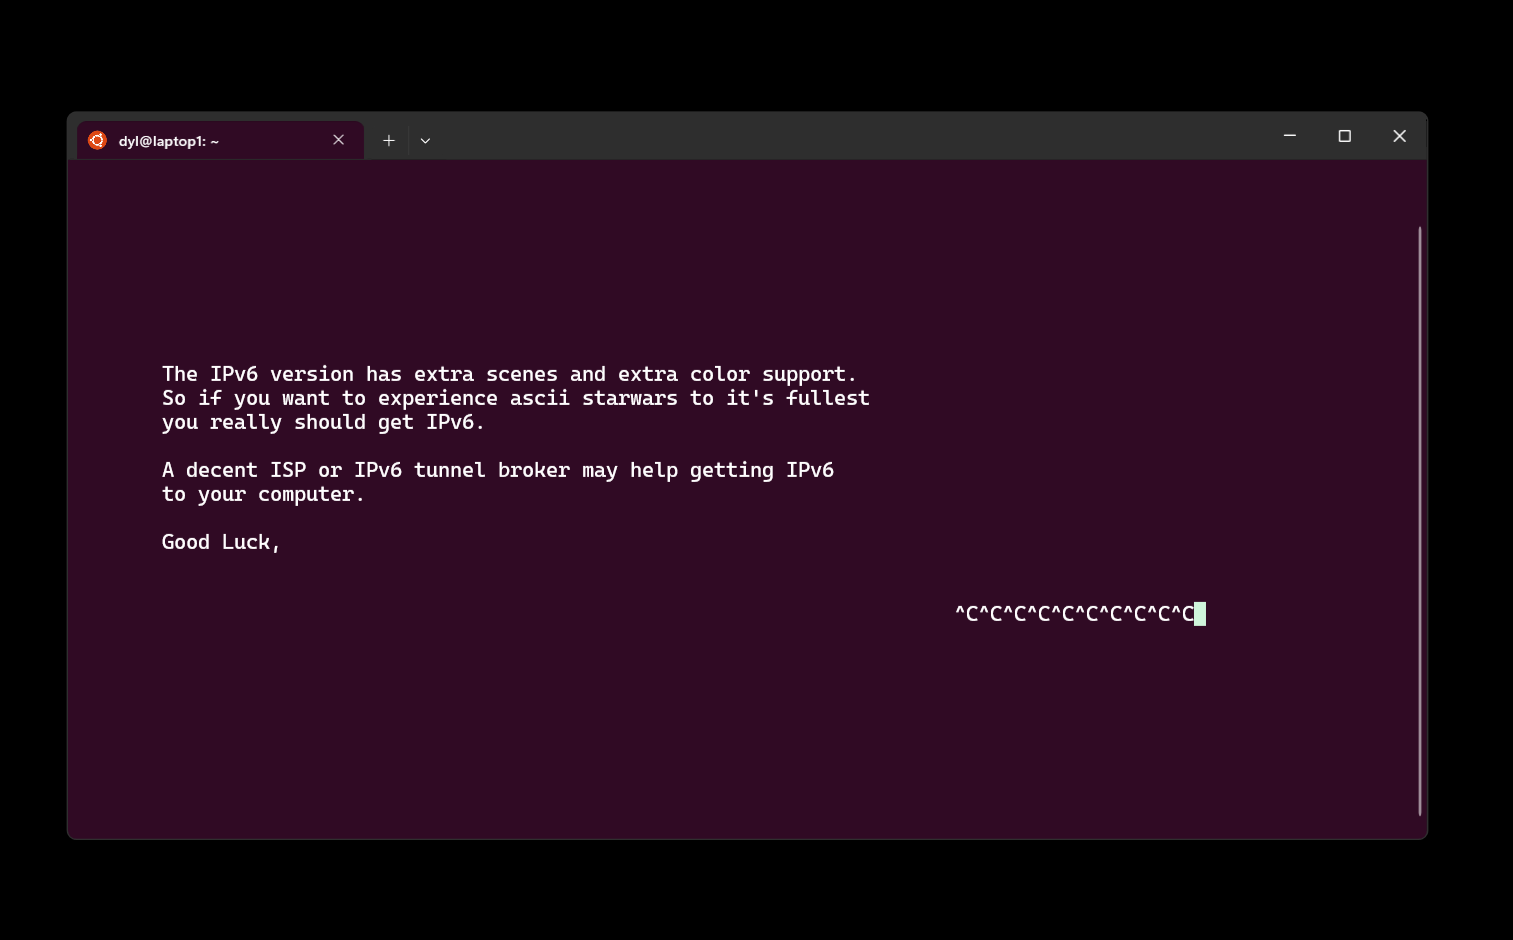 dyl@laptop1: ~
The IPv6 version has extra scenes and extra color support.
So if you want to experience ascii starwars to it's fullest
you really should get IPv6.
A decent ISP or IPv6 tunnel broker may help getting IPv6
to your computer.
Good Luck,
^C^C^C^C^C^C^C^C^C^C